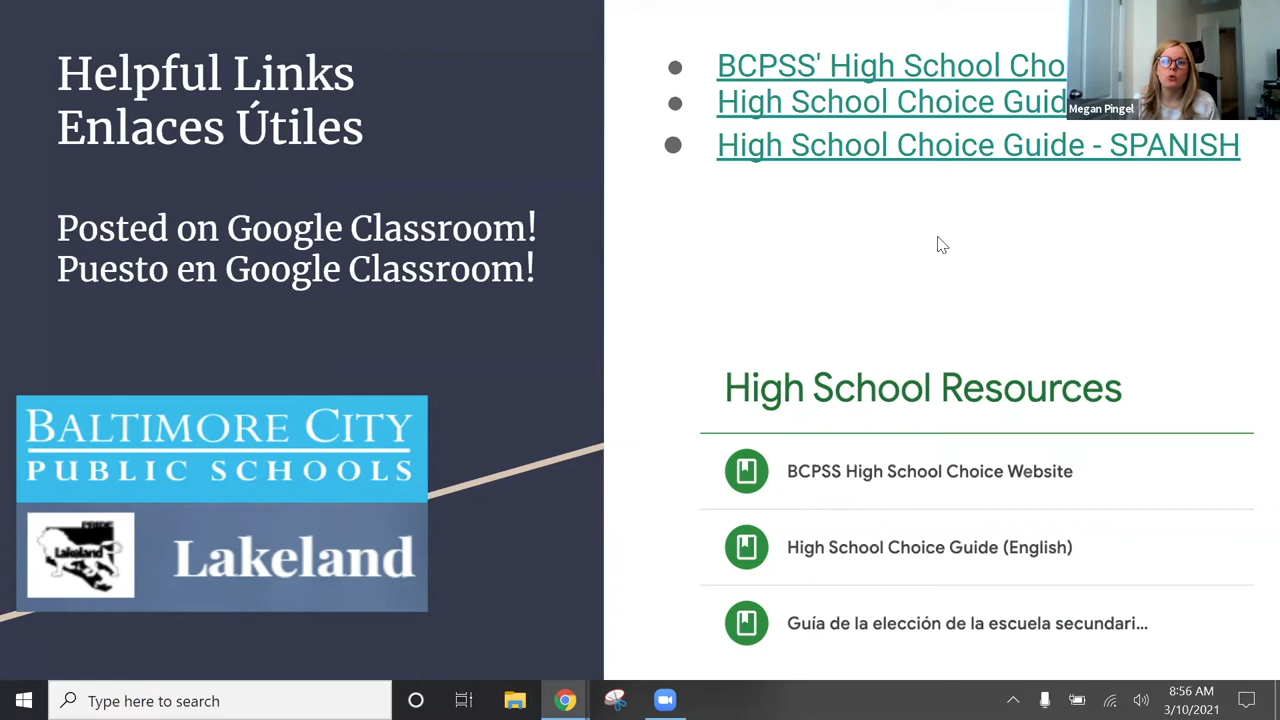 Helpful Links
Enlaces Útiles
Posted on Google Classroom!
Puesto en Google Classroom!
BALTIMORE CITY
PUBLIC SCHOOLS
PRIDE
Lakeland
Lakeland
BCPSS' High School Cho
High School Choice Guid
High School Choice Guide - SPANISH
Megan Pingel
High School Resources
BCPSS High School Choice Website
High School Choice Guide (English)
Guía de la elección de la escuela secundari...
Type here to search
8:56 AM
3/10/2021